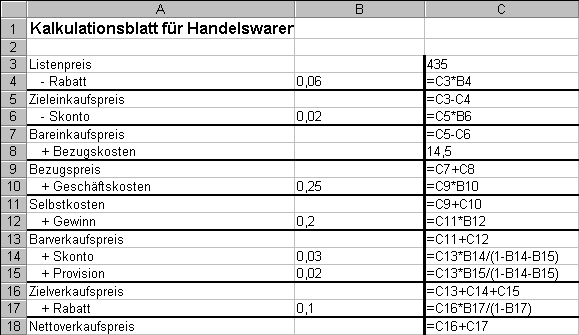 A B C
1 Kalkulationsblatt für Handelswaren
2
3 Listenpreis 435
4 - Rabatt 0,06 =C3*B4
5 Zieleinkaufspreis =C3-C4
6 - Skonto 0,02 =C5*B6
7 Bareinkaufspreis =C5-C6
8 + Bezugskosten 14,5
9 Bezugspreis =C7+C8
10 + Geschäftskosten 0,25 =C9*B10
11 Selbstkosten =C9+C10
12 + Gewinn 0,2 =C11*B12
13 Barverkaufspreis =C11+C12
14 + Skonto 0,03 =C13*B14/(1-B14-B15)
15 + Provision 0,02 =C13*B15/(1-B14-B15)
16 Zielverkaufspreis =C13+C14+C15
17 + Rabatt 0,1 =C16*B17/(1-B17)
18 Nettoverkaufspreis =C16+C17